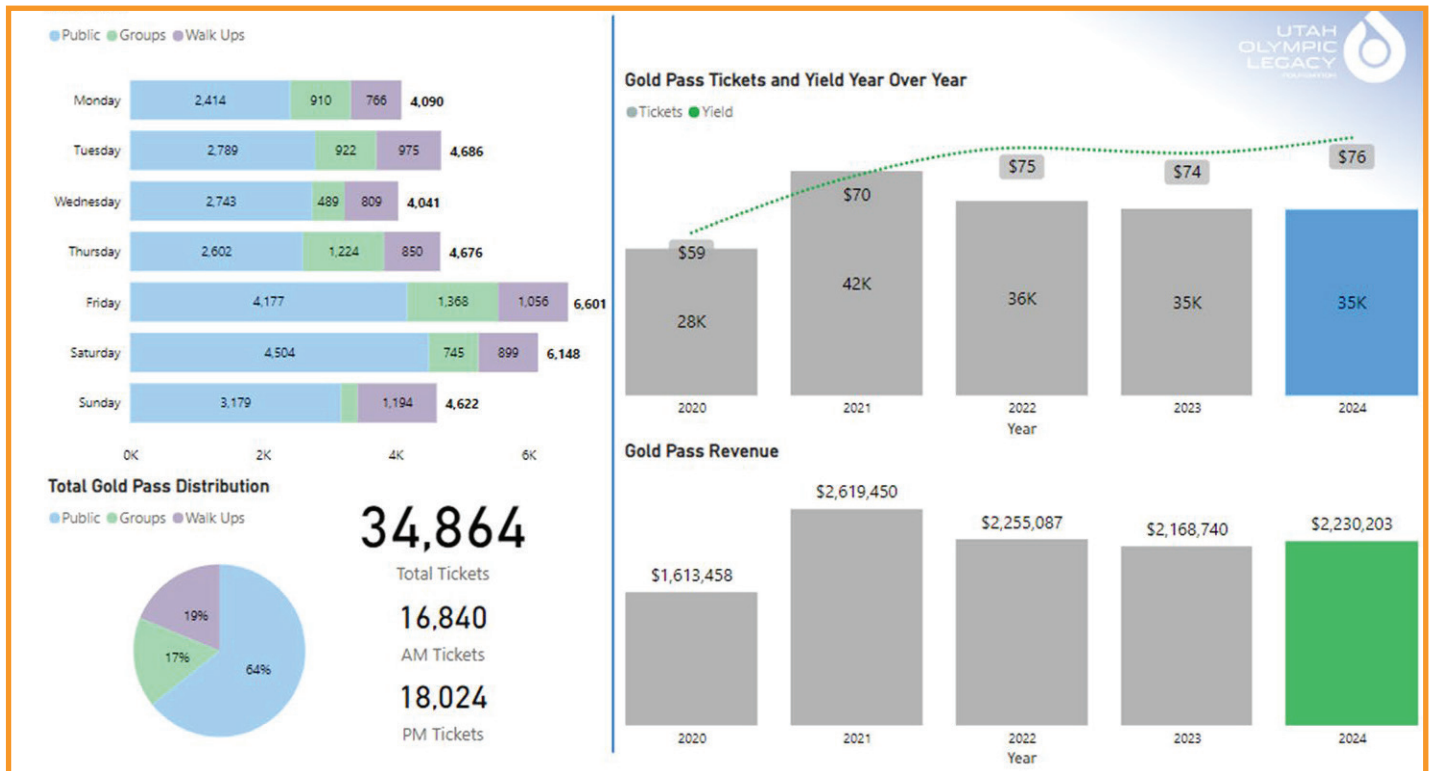 Public Groups Walk Ups
Monday 2,414 910 766 4,090
Tuesday 2,789 922 975 4,686
Wednesday 2,743 489 809 4,041
Thursday 2,602 1,224 850 4,676
Friday 4,177 1,368 1,056 6,601
Saturday 4,504 745 899 6,148
Sunday 3,179 1,194 4,622
0K 2K 4K 6K
Total Gold Pass Distribution
Public Groups Walk Ups
19%
17%
64%
34,864
Total Tickets
16,840
AM Tickets
18,024
PM Tickets
UTAH
OLYMPIC
LEGACY
FOUNDATION
Gold Pass Tickets and Yield Year Over Year
Tickets Yield
$59 $70 $75 $74 $76
28K 42K 36K 35K 35K
2020 2021 2022 2023 2024
Year
Gold Pass Revenue
$1,613,458 $2,619,450 $2,255,087 $2,168,740 $2,230,203
2020 2021 2022 2023 2024
Year